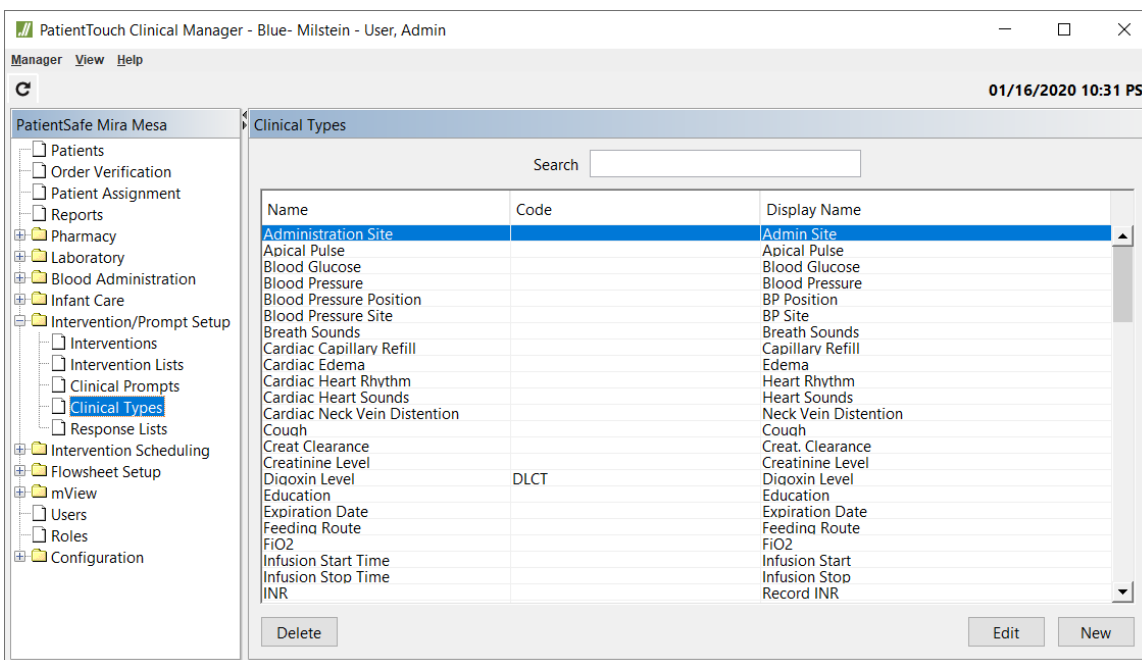 PatientTouch Clinical Manager - Blue- Milstein - User, Admin
Manager View Help
01/16/2020 10:31 PS
PatientSafe Mira Mesa
Patients
Order Verification
Patient Assignment
Reports
Pharmacy
Laboratory
Blood Administration
Infant Care
Intervention/Prompt Setup
Interventions
Intervention Lists
Clinical Prompts
Clinical Types
Response Lists
Intervention Scheduling
Flowsheet Setup
mView
Users
Roles
Configuration
Clinical Types
Search
Name Code Display Name
Administration Site Admin Site
Apical Pulse Apical Pulse
Blood Glucose Blood Glucose
Blood Pressure Blood Pressure
Blood Pressure Position BP Position
Blood Pressure Site BP Site
Breath Sounds Breath Sounds
Cardiac Capillary Refill Capillary Refill
Cardiac Edema Edema
Cardiac Heart Rhythm Heart Rhythm
Cardiac Heart Sounds Heart Sounds
Cardiac Neck Vein Distention Neck Vein Distention
Cough Cough
Creat Clearance Creat. Clearance
Creatinine Level Creatinine Level
Digoxin Level DLCT Digoxin Level
Education Education
Expiration Date Expiration Date
Feeding Route Feeding Route
FiO2 FiO2
Infusion Start Time Infusion Start
Infusion Stop Time Infusion Stop
INR Record INR
Delete Edit New